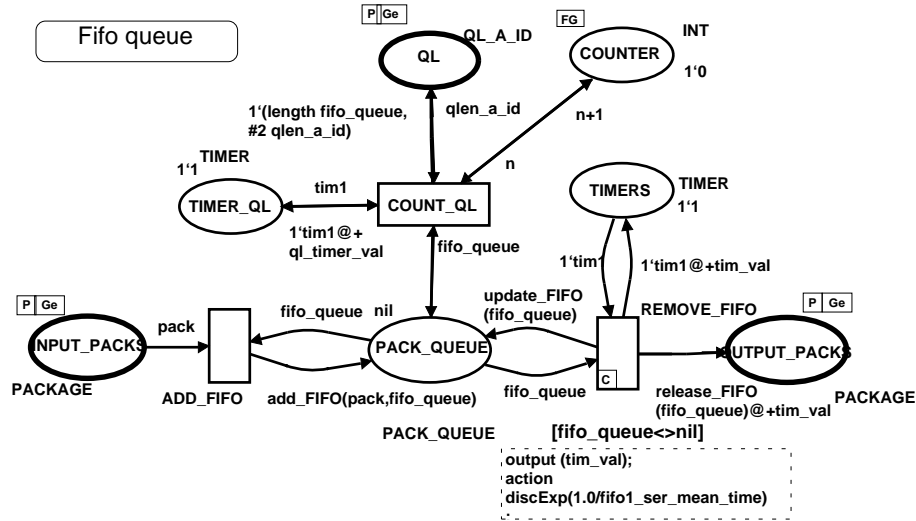 Fifo queue
P Ge
QL_A_ID
QL
FG
INT
COUNTER
1‘0
1‘(length fifo_queue,
#2 qlen_a_id)
qlen_a_id
n+1
n
TIMER
1‘1
TIMER_QL
tim1
COUNT_QL
1‘tim1@+
ql_timer_val
TIMERS
TIMER
1‘1
fifo_queue
1‘tim1
1‘tim1@+tim_val
P Ge
INPUT_PACKS
PACKAGE
pack
ADD_FIFO
fifo_queue
nil
PACK_QUEUE
add_FIFO(pack,fifo_queue)
PACK_QUEUE
update_FIFO
(fifo_queue)
fifo_queue
REMOVE_FIFO
C
P Ge
OUTPUT_PACKS
release_FIFO
(fifo_queue)@+tim_val
PACKAGE
[fifo_queue<>nil]
output (tim_val);
action
discExp(1.0/fifo1_ser_mean_time)